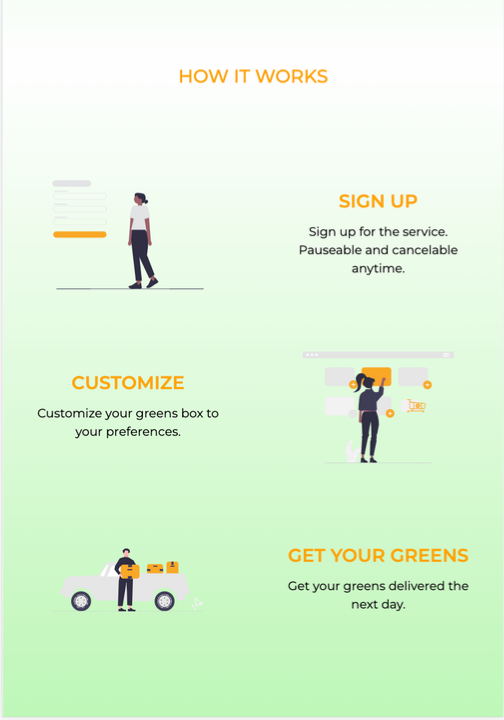 HOW IT WORKS
SIGN UP
Sign up for the service.
Pauseable and cancelable
anytime.
CUSTOMIZE
Customize your greens box to
your preferences.
GET YOUR GREENS
Get your greens delivered the
next day.